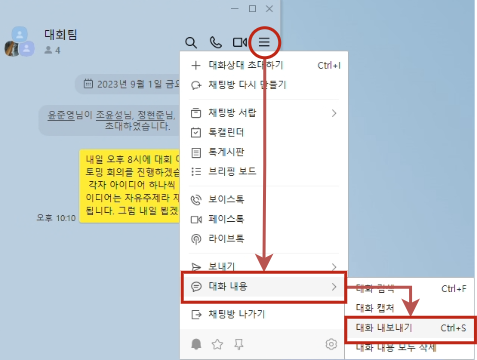 대화팀
4
2023년 9월 1일 금요
윤준영님이 조윤성님, 정현준님,
초대하였습니다.
내일 오후 8시에 대회 아
토밍 회의를 진행하겠습
각자 아이디어 하나씩
이디어는 자유주제라 자
됩니다. 그럼 내일 뵙겠
오후 10:10
대화상대 초대하기 Ctrl+I
채팅방 다시 만들기
채팅방 서랍
톡캘린더
톡게시판
브리핑 보드
보이스톡
페이스톡
라이브톡
보내기
대화 내용
채팅방 나가기
대화 검색 Ctrl+F
대화 캡처
대화 내보내기 Ctrl+S
대화 내용 모두 삭제